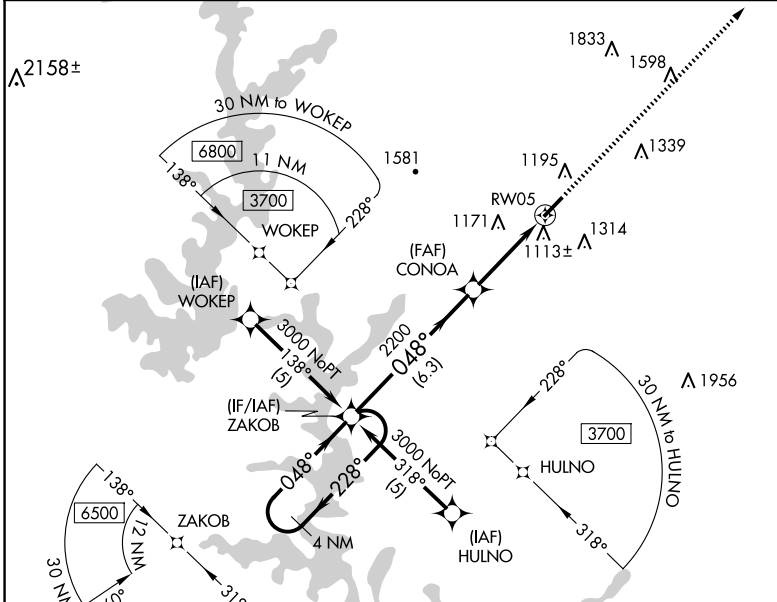 1833
1598
2158±
30 NM to WOKEP
6800
11 NM
138°
3700
228°
WOKEP
1581
1339
1195
RW05
1171
1314
1113±
(FAF)
CONOA
(IAF)
WOKEP
3000 NoPT
138°
(5)
2200
048°
(6.3)
(IF/IAF)
ZAKOB
3000 NoPT
318°
(5)
048°
228°
4 NM
(IAF)
HULNO
228°
1956
30 NM to HULNO
3700
HULNO
318°
138°
6500
12 NM
ZAKOB
30 NM